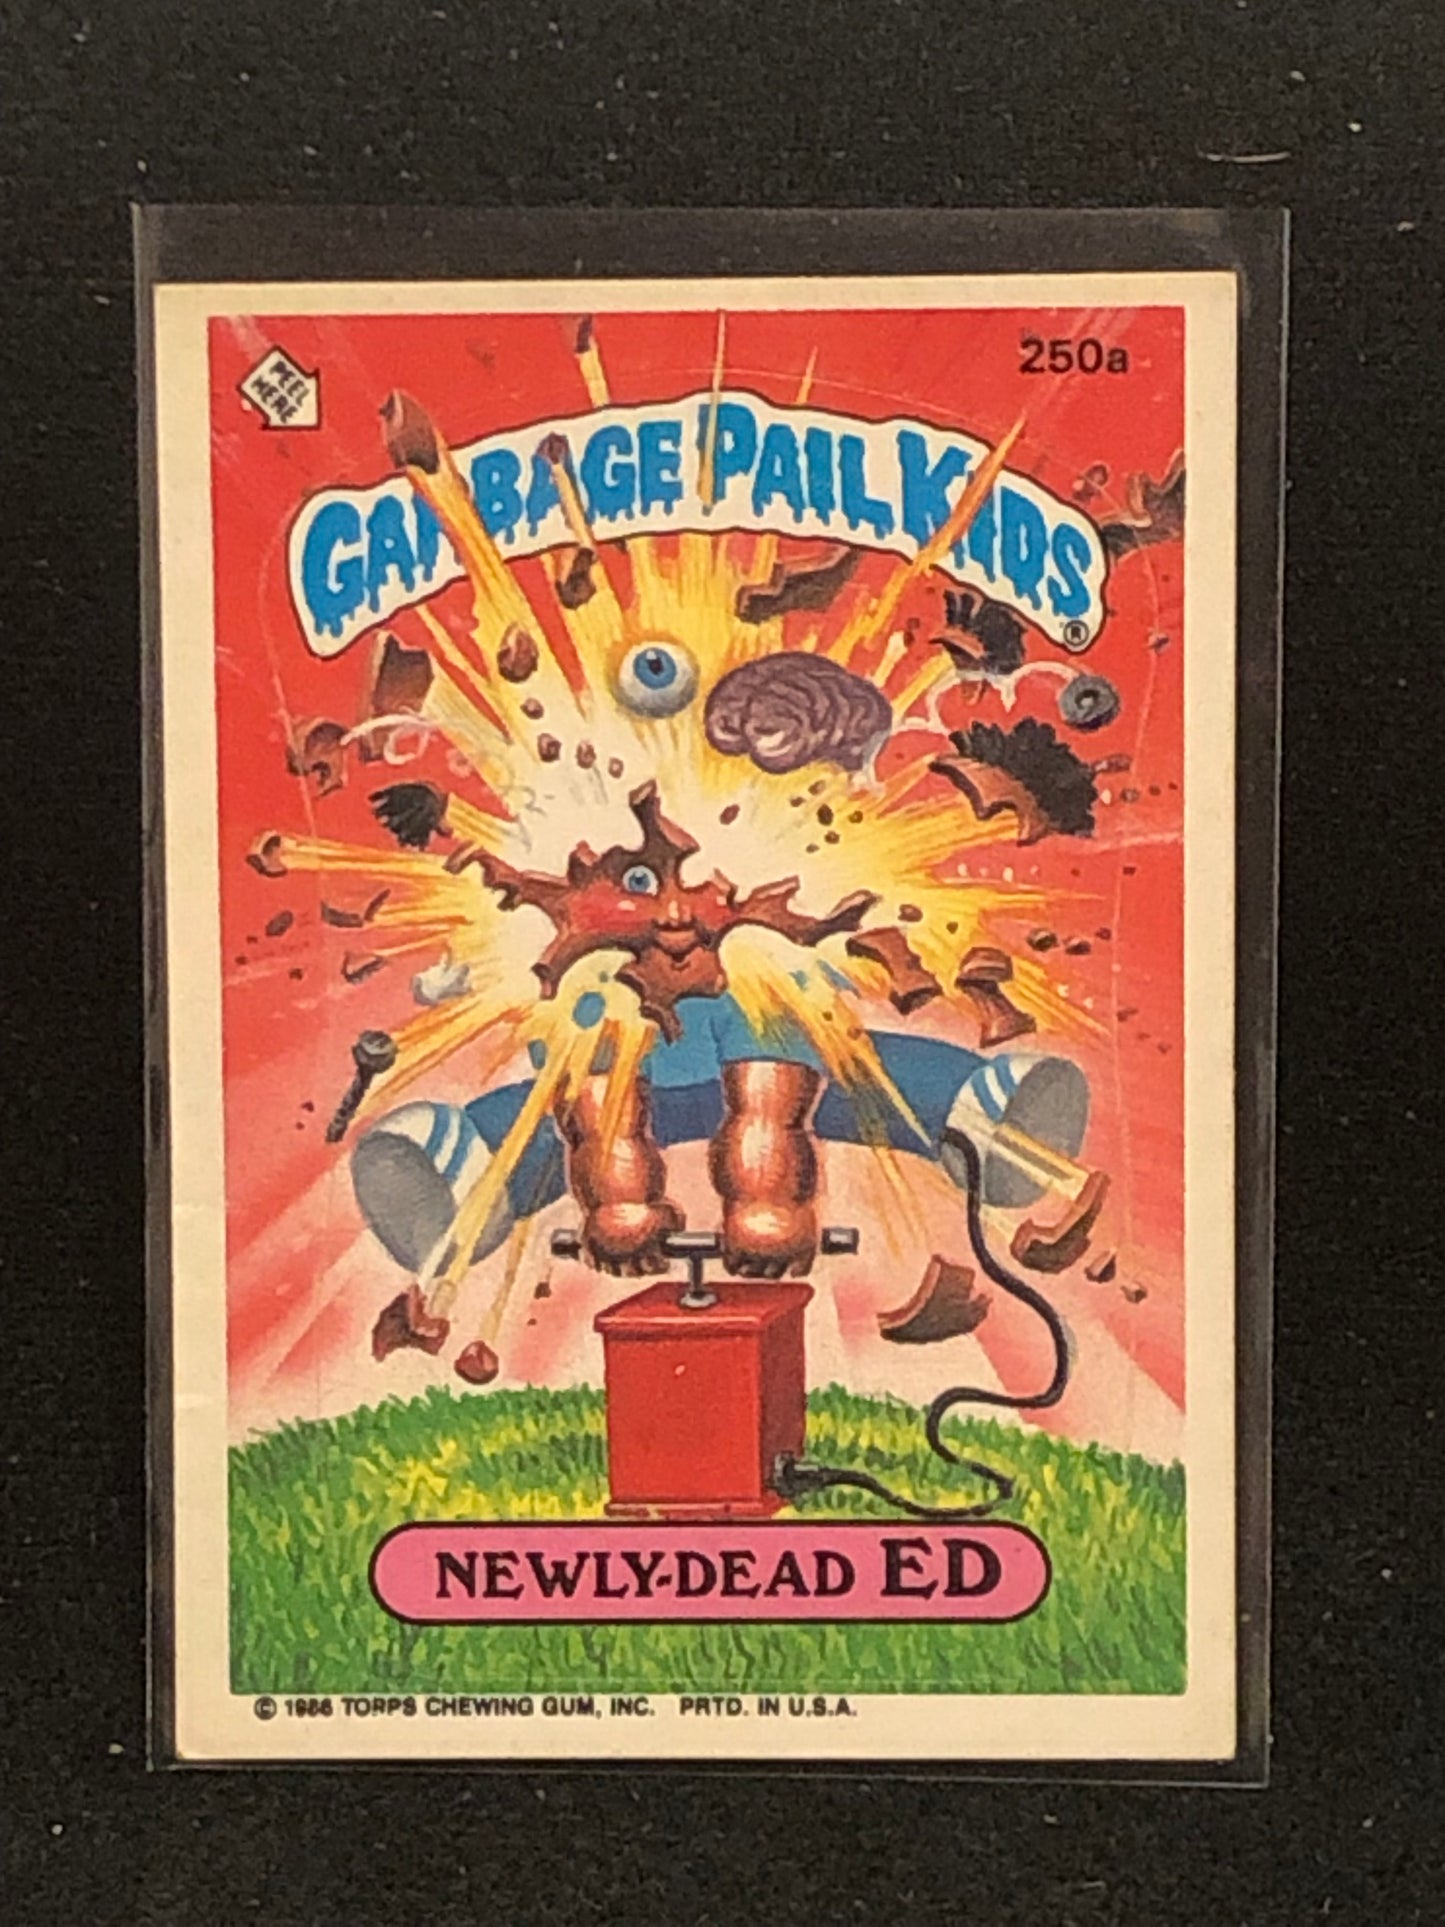 250a
PEEL
HERE
GARBAGE PAIL KIDS
®
NEWLY-DEAD ED
© 1986 TOPPS CHEWING GUM, INC. PRTD. IN U.S.A.